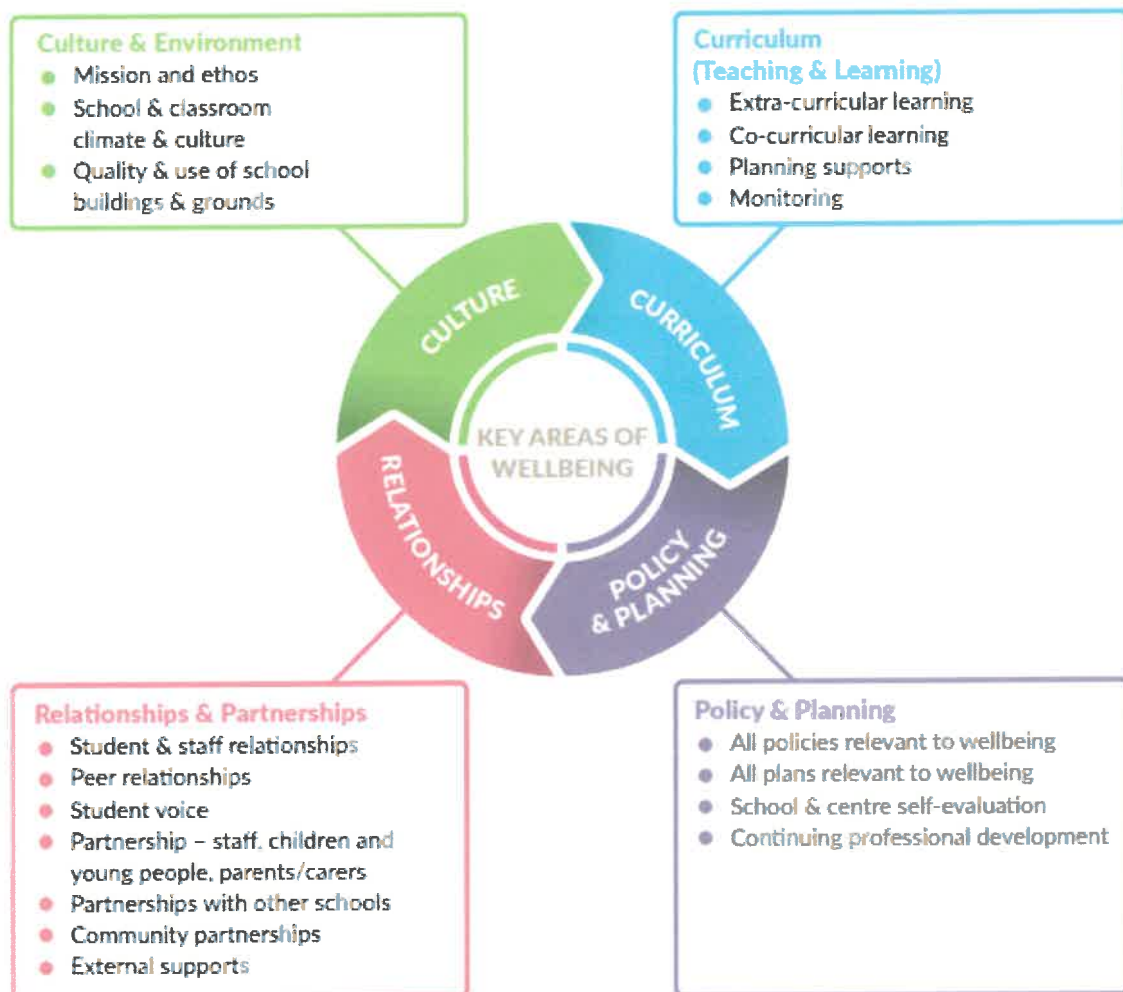 Culture & Environment
Mission and ethos
School & classroom
climate & culture
Quality & use of school
buildings & grounds
Curriculum
(Teaching & Learning)
Extra-curricular learning
Co-curricular learning
Planning supports
Monitoring
CULTURE
CURRICULUM
KEY AREAS OF
WELLBEING
RELATIONSHIPS
POLICY
& PLANNING
Relationships & Partnerships
Student & staff relationships
Peer relationships
Student voice
Partnership – staff, children and
young people, parents/carers
Partnerships with other schools
Community partnerships
External supports
Policy & Planning
All policies relevant to wellbeing
All plans relevant to wellbeing
School & centre self-evaluation
Continuing professional development